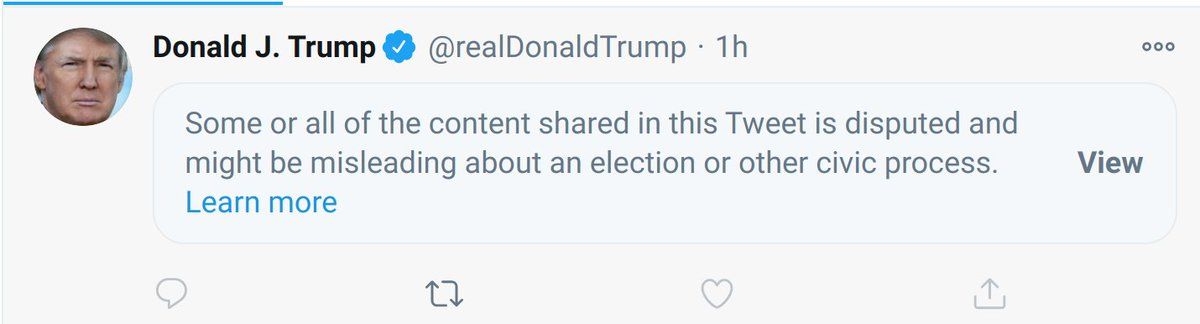 Donald J. Trump @realDonaldTrump · 1h
Some or all of the content shared in this Tweet is disputed and
might be misleading about an election or other civic process.
View
Learn more